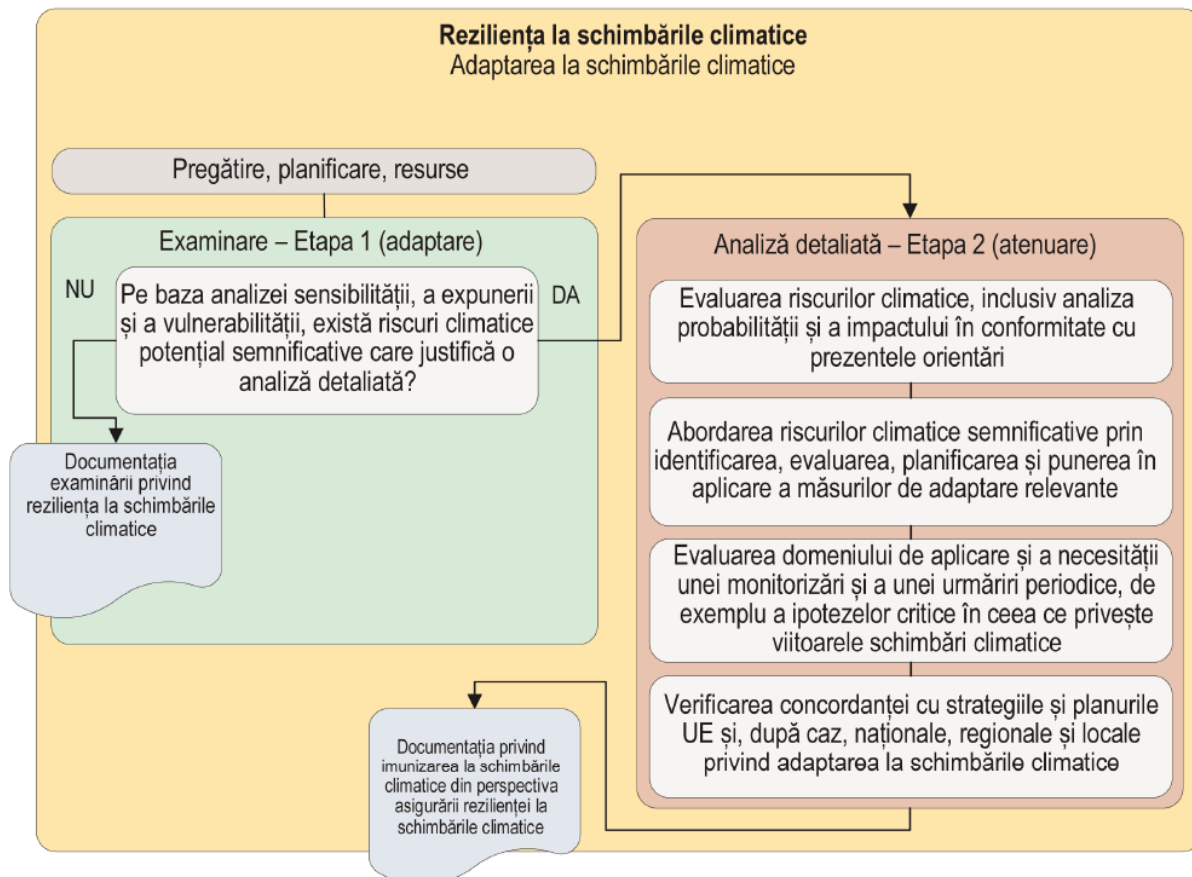 Reziliența la schimbările climatice
Adaptarea la schimbările climatice
Pregătire, planificare, resurse
Examinare – Etapa 1 (adaptare)
NU
Pe baza analizei sensibilității, a expunerii
și a vulnerabilității, există riscuri climatice
potențial semnificative care justifică o
analiză detaliată?
DA
Documentația
examinării privind
reziliența la schimbările
climatice
Analiză detaliată – Etapa 2 (atenuare)
Evaluarea riscurilor climatice, inclusiv analiza
probabilității și a impactului în conformitate cu
prezentele orientări
Abordarea riscurilor climatice semnificative prin
identificarea, evaluarea, planificarea și punerea în
aplicare a măsurilor de adaptare relevante
Evaluarea domeniului de aplicare și a necesității
unei monitorizări și a unei urmăriri periodice, de
exemplu a ipotezelor critice în ceea ce privește
viitoarele schimbări climatice
Verificarea concordanței cu strategiile și planurile
UE și, după caz, naționale, regionale și locale
privind adaptarea la schimbările climatice
Documentația privind
imunizarea la schimbările
climatice din perspectiva
asigurării rezilienței la
schimbările climatice